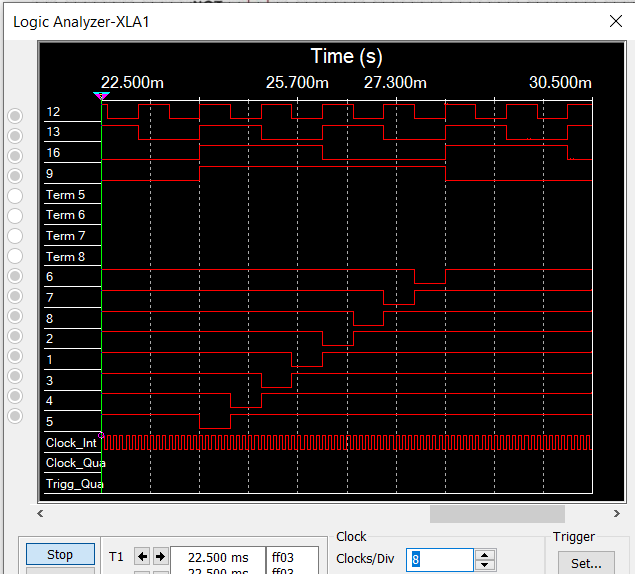 Logic Analyzer-XLA1
Time (s)
22.500m 25.700m 27.300m 30.500m
12
13
16
9
Term 5
Term 6
Term 7
Term 8
6
7
8
2
1
3
4
5
Clock_Int
Clock_Qua
Trigg_Qua
Stop
T1 22.500 ms ff03
22.500 ms ff03
Clock
Clocks/Div 8
Trigger
Set...